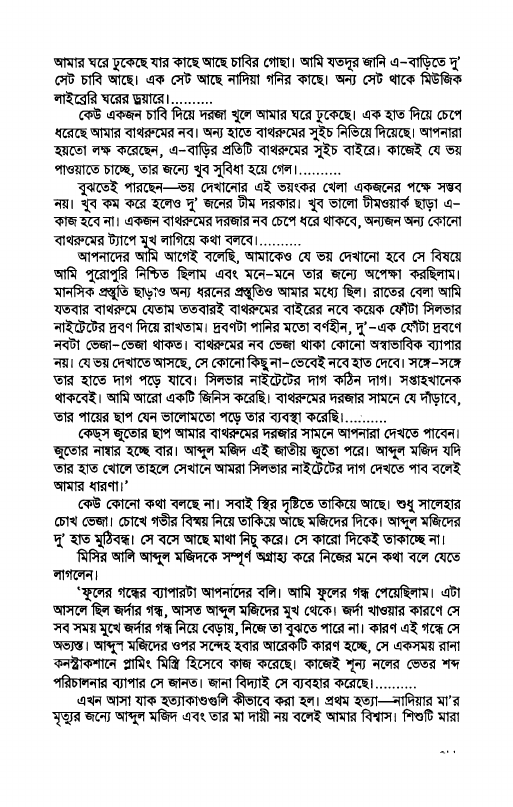 আমার ঘরে ঢুকেছে যার কাছে আছে চাবির গোছা। আমি যতদূর জানি এ–বাড়িতে দু'
সেট চাবি আছে। এক সেট আছে নাদিয়া গনির কাছে। অন্য সেট থাকে মিউজিক
লাইব্রেরি ঘরের ড্রয়ারে।..........
কেউ একজন চাবি দিয়ে দরজা খুলে আমার ঘরে ঢুকেছে। এক হাত দিয়ে চেপে
ধরেছে আমার বাথরুমের নব। অন্য হাতে বাথরুমের সুইচ নিভিয়ে দিয়েছে। আপনারা
হয়তো লক্ষ করেছেন, এ–বাড়ির প্রতিটি বাথরুমের সুইচ বাইরে। কাজেই যে ভয়
পাওয়াতে চাচ্ছে, তার জন্যে খুব সুবিধা হয়ে গেল।..........
বুঝতেই পারছেন—ভয় দেখানোর এই ভয়ংকর খেলা একজনের পক্ষে সম্ভব
নয়। খুব কম করে হলেও দু' জনের টীম দরকার। খুব ভালো টীমওয়ার্ক ছাড়া এ–
কাজ হবে না। একজন বাথরুমের দরজার নব চেপে ধরে থাকবে, অন্যজন অন্য কোনো
বাথরুমের ট্যাপে মুখ লাগিয়ে কথা বলবে।..........
আপনাদের আমি আগেই বলেছি, আমাকেও যে ভয় দেখানো হবে সে বিষয়ে
আমি পুরোপুরি নিশ্চিত ছিলাম এবং মনে–মনে তার জন্যে অপেক্ষা করছিলাম।
মানসিক প্রস্তুতি ছাড়াও অন্য ধরনের প্রস্তুতিও আমার মধ্যে ছিল। রাতের বেলা আমি
যতবার বাথরুমে যেতাম ততবারই বাথরুমের বাইরের নবে কয়েক ফোঁটা সিলভার
নাইট্রেটের দ্রবণ দিয়ে রাখতাম। দ্রবণটা পানির মতো বর্ণহীন, দু'–এক ফোঁটা দ্রবণে
নবটা ভেজা–ভেজা থাকত। বাথরুমের নব ভেজা থাকা কোনো অস্বাভাবিক ব্যাপার
নয়। যে ভয় দেখাতে আসছে, সে কোনো কিছু না–ভেবেই নবে হাত দেবে। সঙ্গে–সঙ্গে
তার হাতে দাগ পড়ে যাবে। সিলভার নাইট্রেটের দাগ কঠিন দাগ। সপ্তাহখানেক
থাকবেই। আমি আরো একটি জিনিস করেছি। বাথরুমের দরজার সামনে যে দাঁড়াবে,
তার পায়ের ছাপ যেন ভালোমতো পড়ে তার ব্যবস্থা করেছি।..........
কেড্‌স জুতোর ছাপ আমার বাথরুমের দরজার সামনে আপনারা দেখতে পাবেন।
জুতোর নাম্বার হচ্ছে বার। আব্দুল মজিদ এই জাতীয় জুতো পরে। আব্দুল মজিদ যদি
তার হাত খোলে তাহলে সেখানে আমরা সিলভার নাইট্রেটের দাগ দেখতে পাব বলেই
আমার ধারণা।'
কেউ কোনো কথা বলছে না। সবাই স্থির দৃষ্টিতে তাকিয়ে আছে। শুধু সালেহার
চোখ ভেজা। চোখে গভীর বিস্ময় নিয়ে তাকিয়ে আছে মজিদের দিকে। আব্দুল মজিদের
দু' হাত মুঠিবন্ধ। সে বসে আছে মাথা নিচু করে। সে কারো দিকেই তাকাচ্ছে না।
মিসির আলি আব্দুল মজিদকে সম্পূর্ণ অগ্রাহ্য করে নিজের মনে কথা বলে যেতে
লাগলেন।
'ফুলের গন্ধের ব্যাপারটা আপনাদের বলি। আমি ফুলের গন্ধ পেয়েছিলাম। এটা
আসলে ছিল জর্দার গন্ধ, আসত আব্দুল মজিদের মুখ থেকে। জর্দা খাওয়ার কারণে সে
সব সময় মুখে জর্দার গন্ধ নিয়ে বেড়ায়, নিজে তা বুঝতে পারে না। কারণ এই গন্ধে সে
অভ্যস্ত। আব্দুল মজিদের ওপর সন্দেহ হবার আরেকটি কারণ হচ্ছে, সে একসময় রানা
কনস্ট্রাকশানে প্লামিং মিস্ত্রি হিসেবে কাজ করেছে। কাজেই শূন্য নলের ভেতর শব্দ
পরিচালনার ব্যাপার সে জানত। জানা বিদ্যাই সে ব্যবহার করেছে।..........
এখন আসা যাক হত্যাকাণ্ডগুলি কীভাবে করা হল। প্রথম হত্যা—নাদিয়ার মা'র
মৃত্যুর জন্যে আব্দুল মজিদ এবং তার মা দায়ী নয় বলেই আমার বিশ্বাস। শিশুটি মারা